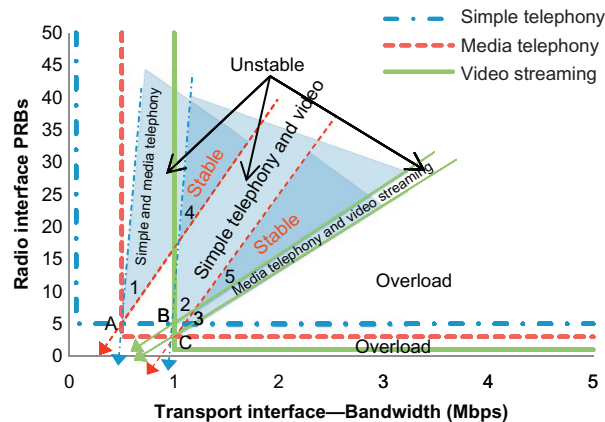 Simple telephony
Media telephony
Video streaming
Radio interface PRBs
50
45
40
35
30
25
20
15
10
5
0
Unstable
Simple and media telephony
Stable
Simple telephony and video
Stable
Media telephony and video streaming
1
4
2
5
3
A
B
C
Overload
Overload
0
1
2
3
4
5
Transport interface—Bandwidth (Mbps)